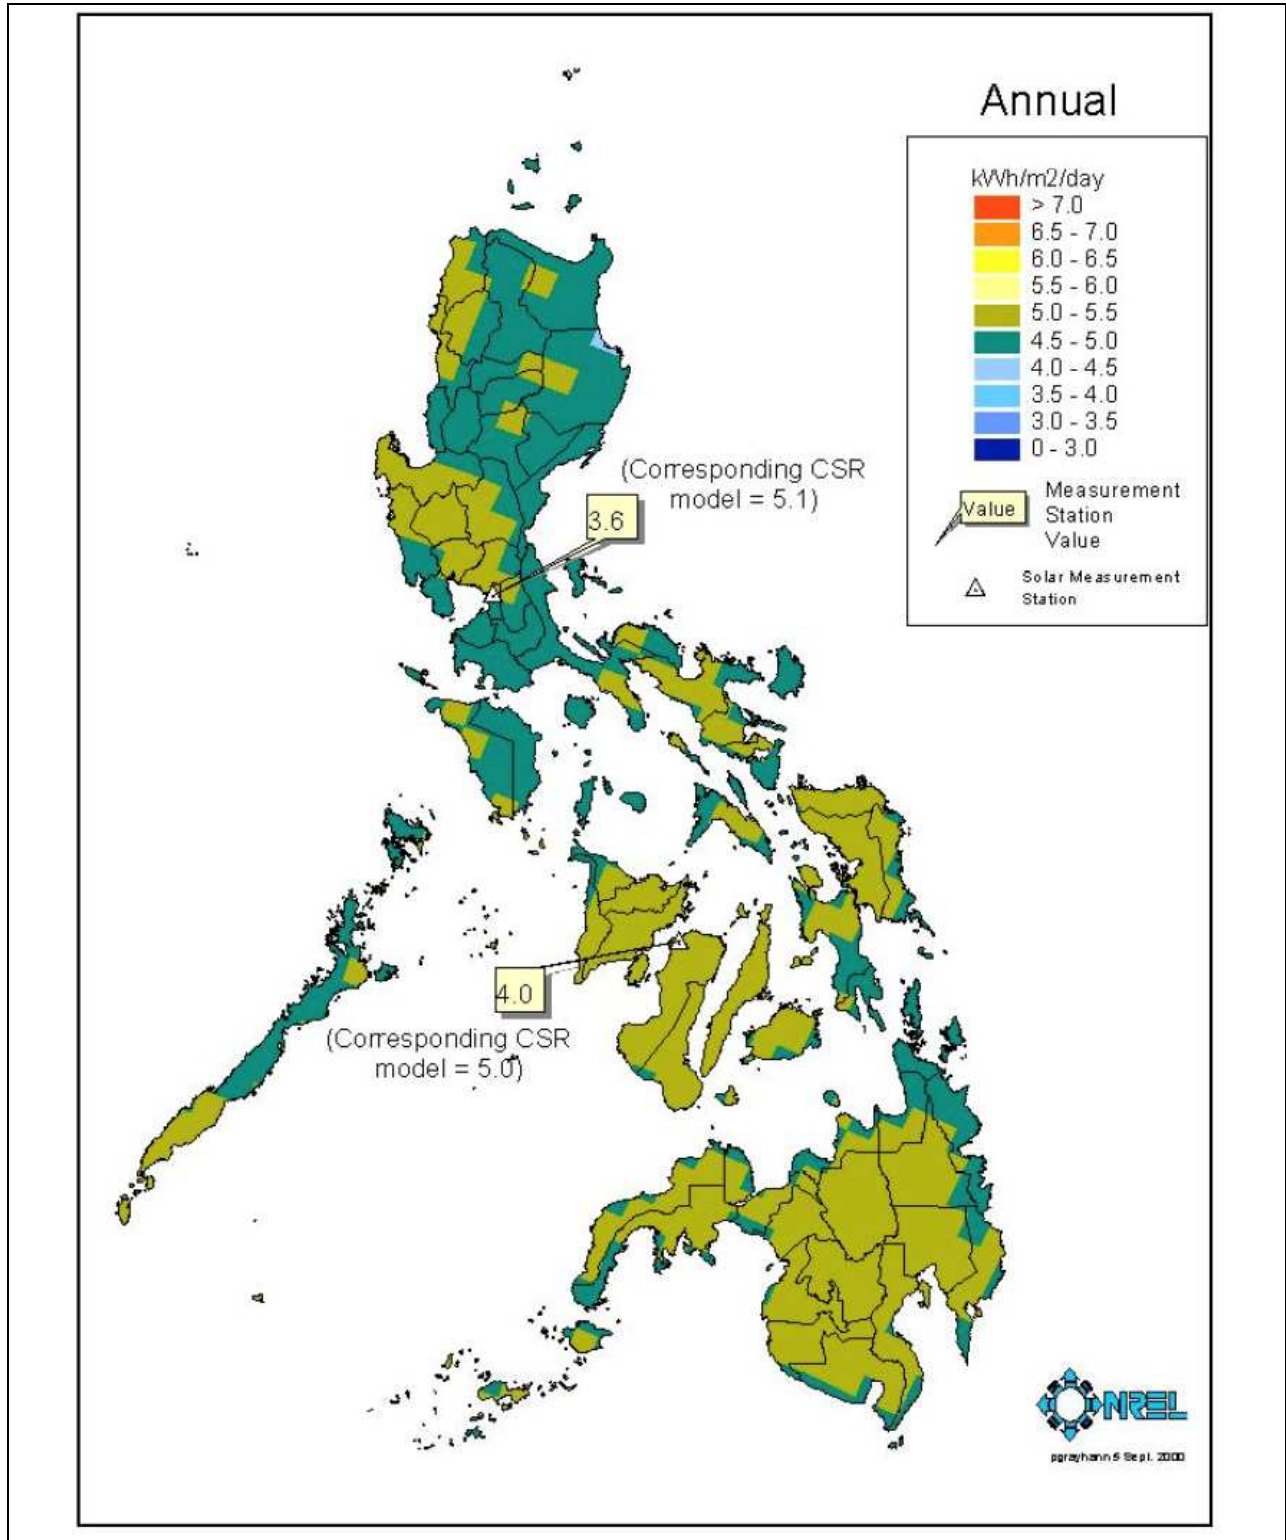 Annual
kWh/m2/day
> 7.0
6.5 - 7.0
6.0 - 6.5
5.5 - 6.0
5.0 - 5.5
4.5 - 5.0
4.0 - 4.5
3.5 - 4.0
3.0 - 3.5
0 - 3.0
Value
Measurement
Station
Value
Solar Measurement
Station
(Corresponding CSR
model = 5.1)
3.6
4.0
(Corresponding CSR
model = 5.0)
NREL
pgrayhann 5 Sept. 2000